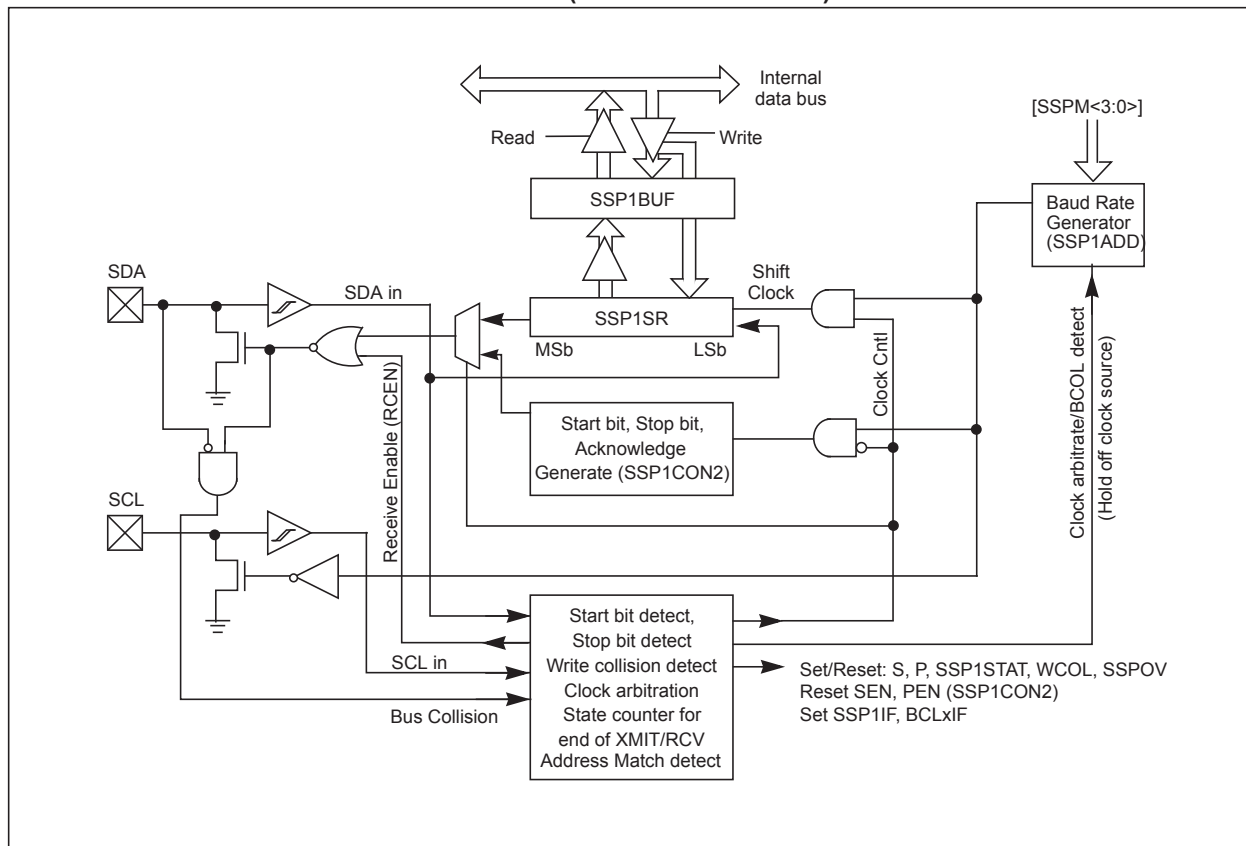 Internal
data bus
[SSPM<3:0>]
Read
Write
SSP1BUF
Baud Rate
Generator
(SSP1ADD)
SDA
SDA in
Shift
Clock
SSP1SR
MSb
LSb
Receive Enable (RCEN)
Start bit, Stop bit,
Acknowledge
Generate (SSP1CON2)
Clock Cntl
Clock arbitrate/BCOL detect
(Hold off clock source)
SCL
SCL in
Bus Collision
Start bit detect,
Stop bit detect
Write collision detect
Clock arbitration
State counter for
end of XMIT/RCV
Address Match detect
Set/Reset: S, P, SSP1STAT, WCOL, SSPOV
Reset SEN, PEN (SSP1CON2)
Set SSP1IF, BCLxIF